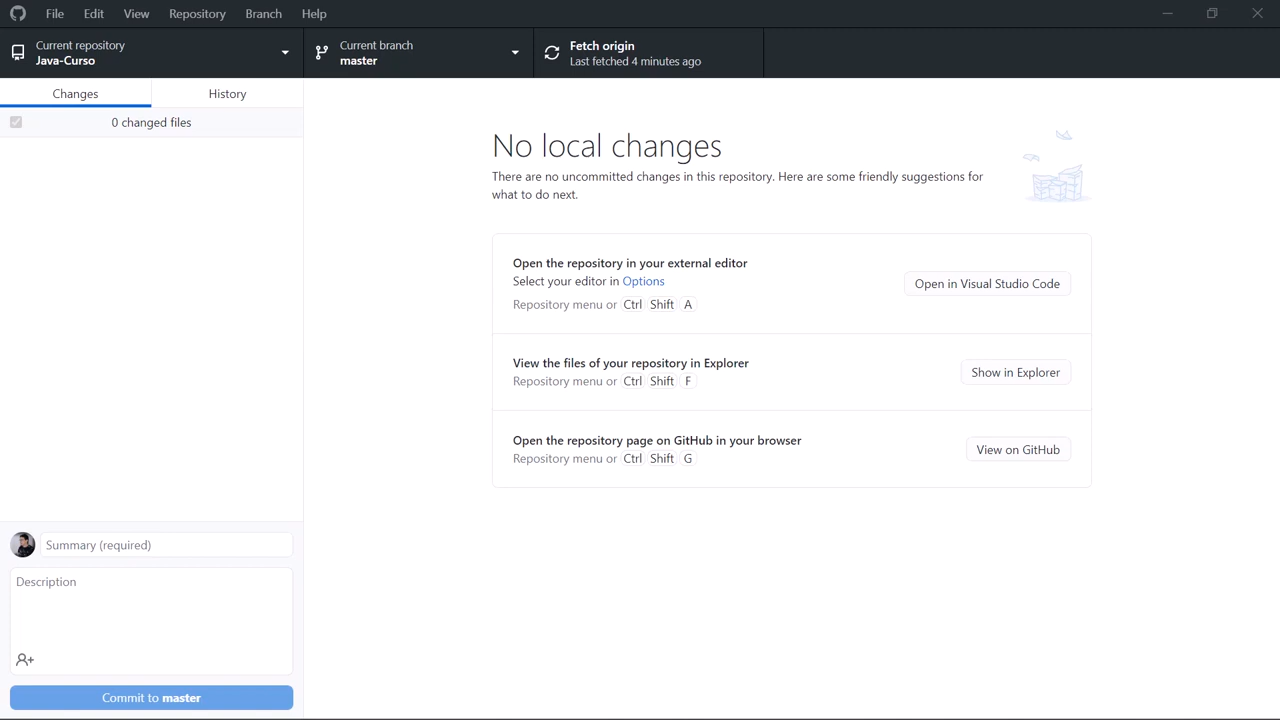 File Edit View Repository Branch Help
Current repository
Java-Curso
Current branch
master
Fetch origin
Last fetched 4 minutes ago
Changes
History
0 changed files
No local changes
There are no uncommitted changes in this repository. Here are some friendly suggestions for
what to do next.
Open the repository in your external editor
Select your editor in Options
Repository menu or Ctrl Shift A
Open in Visual Studio Code
View the files of your repository in Explorer
Repository menu or Ctrl Shift F
Show in Explorer
Open the repository page on GitHub in your browser
Repository menu or Ctrl Shift G
View on GitHub
Summary (required)
Description
Commit to master